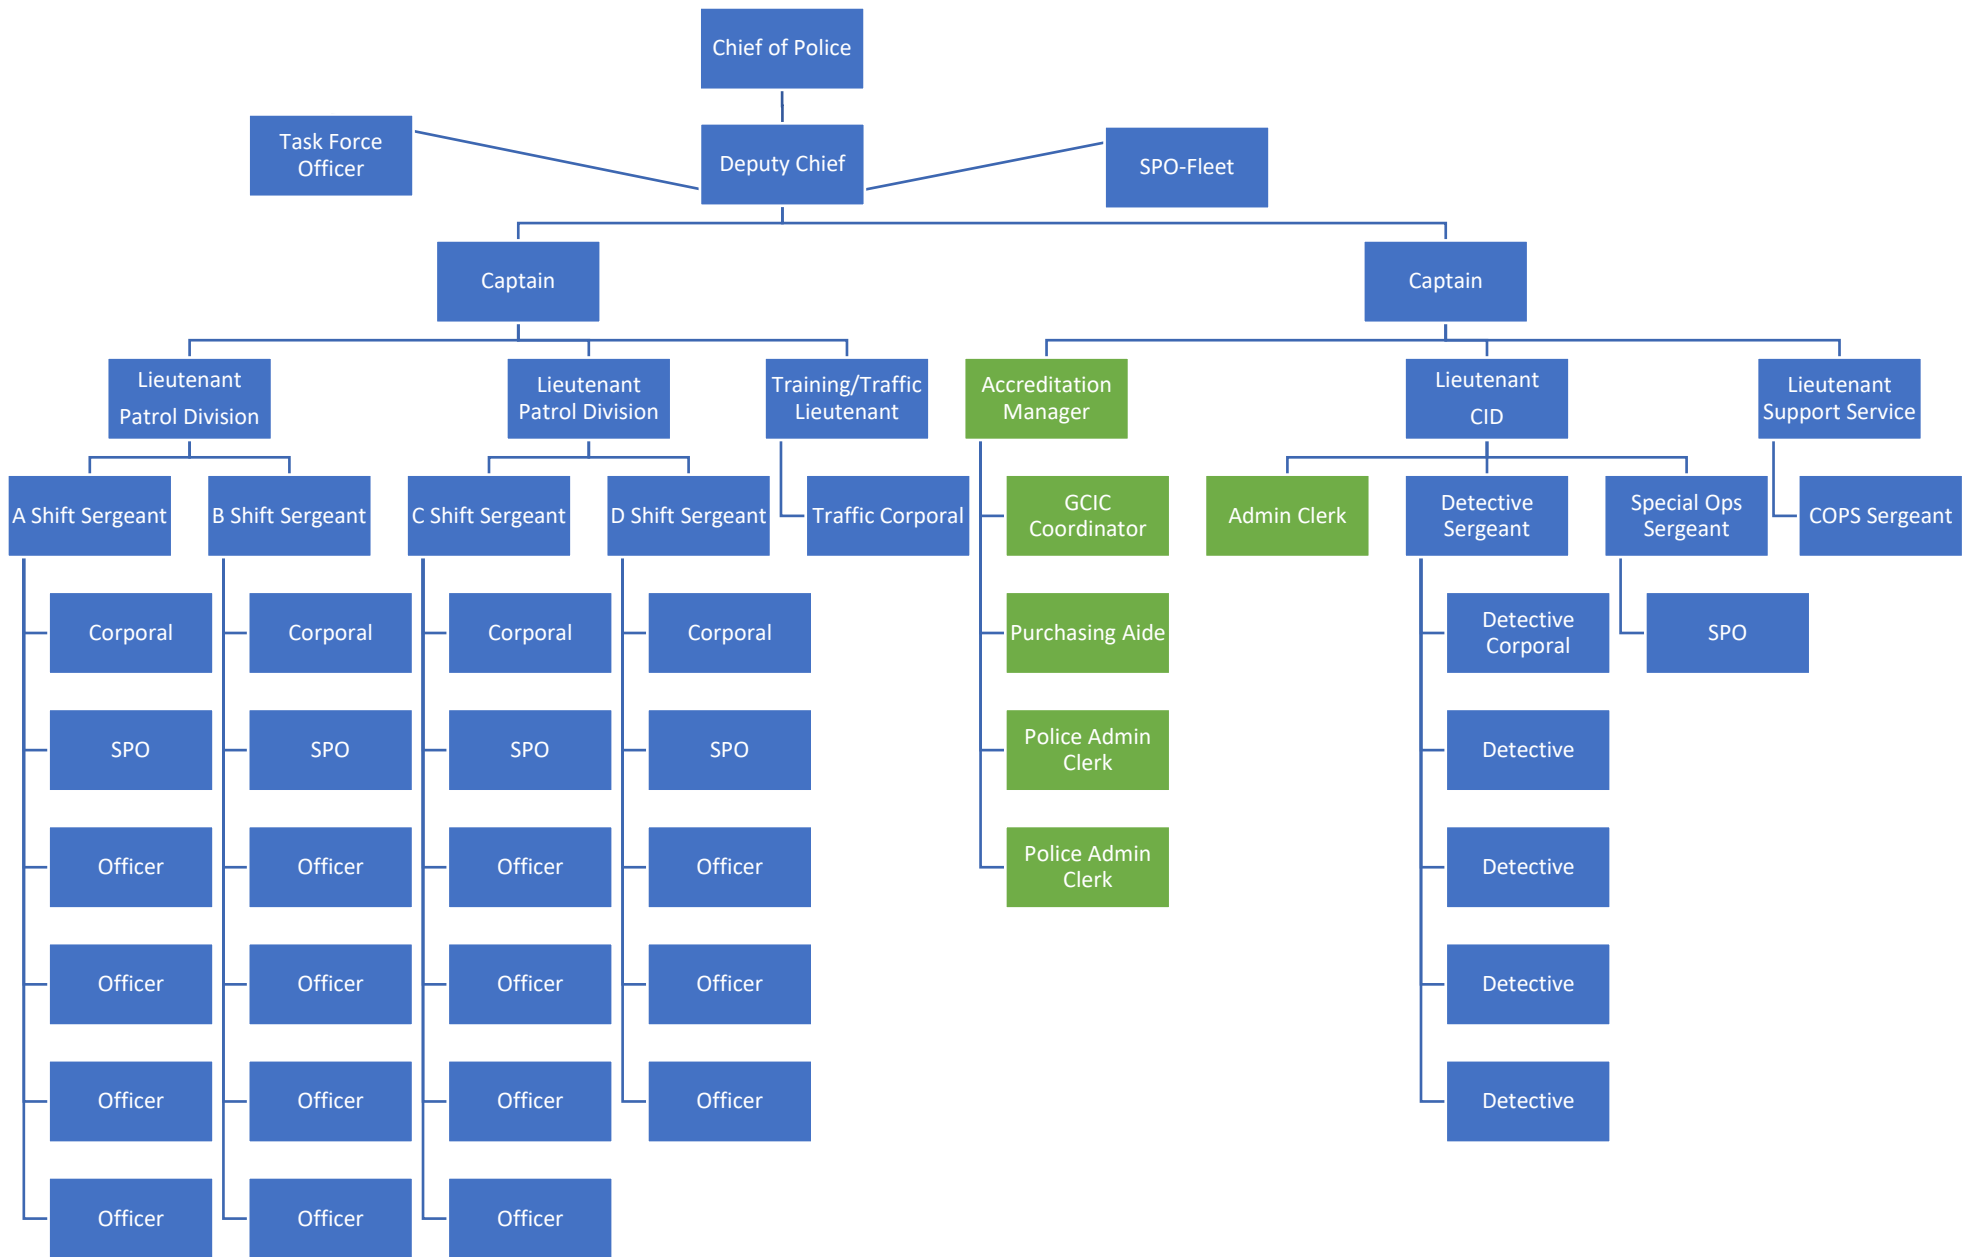 Chief of Police
Task Force
Officer
Deputy Chief
SPO-Fleet
Captain
Captain
Lieutenant
Patrol Division
Lieutenant
Patrol Division
Training/Traffic
Lieutenant
Accreditation
Manager
Lieutenant
CID
Lieutenant
Support Service
A Shift Sergeant
B Shift Sergeant
C Shift Sergeant
D Shift Sergeant
Traffic Corporal
GCIC
Coordinator
Admin Clerk
Detective
Sergeant
Special Ops
Sergeant
COPS Sergeant
Corporal
Corporal
Corporal
Corporal
Purchasing Aide
Detective
Corporal
SPO
SPO
SPO
SPO
SPO
Police Admin
Clerk
Detective
Officer
Officer
Officer
Officer
Police Admin
Clerk
Detective
Officer
Officer
Officer
Officer
Detective
Officer
Officer
Officer
Officer
Detective
Officer
Officer
Officer